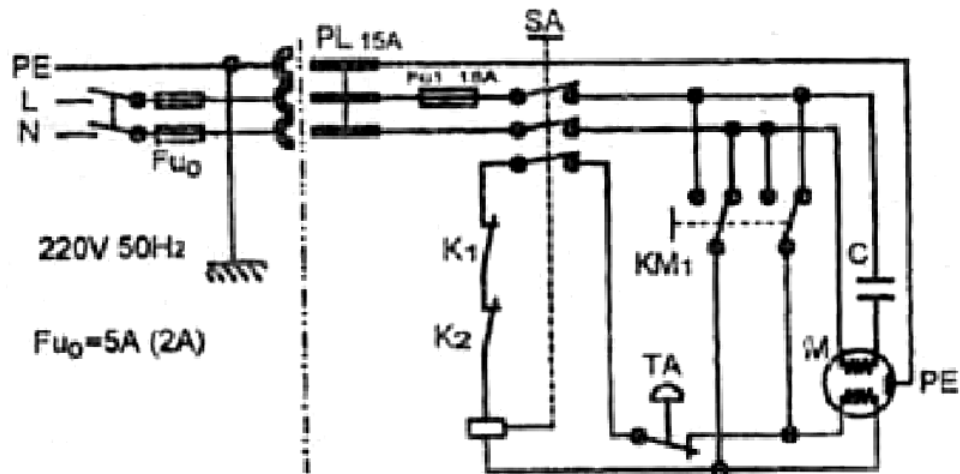 PE
L
N
Fu0
PL 15A
SA
Fu1 15A
220V 50Hz
Fu0=5A (2A)
K1
K2
KM1
TA
C
M
PE